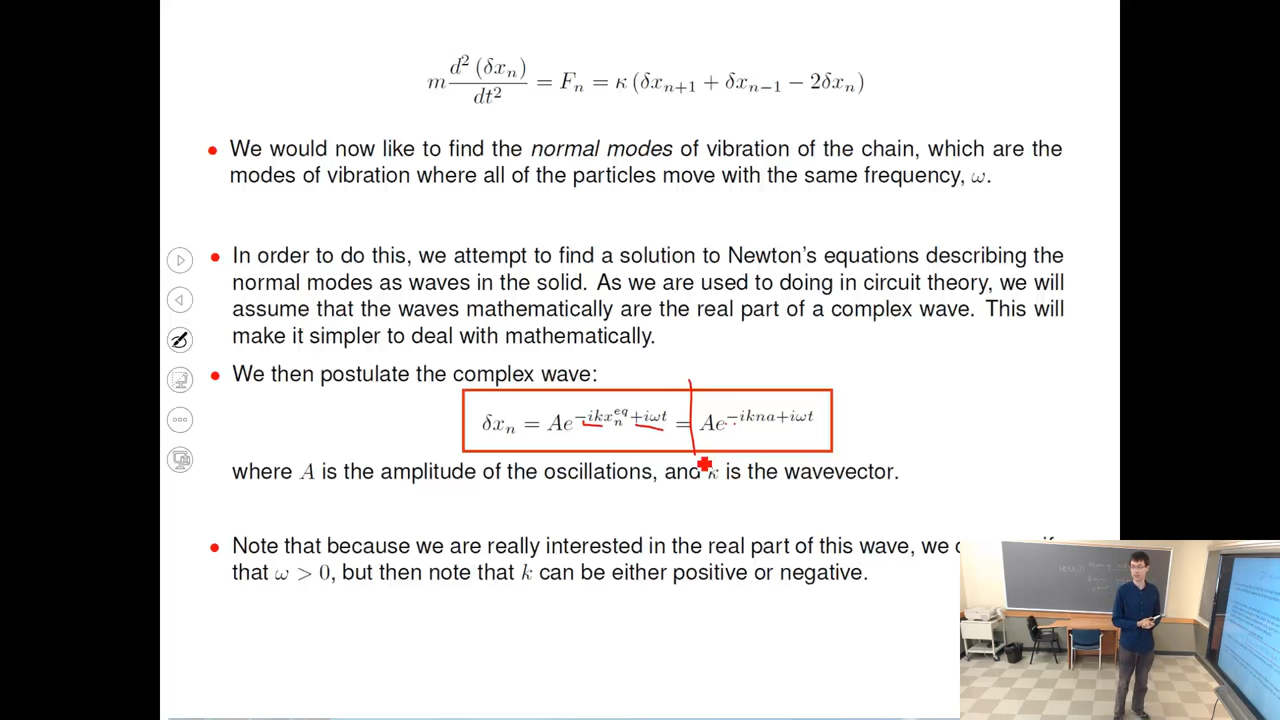 m d² (δxₙ) / dt² = Fₙ = κ (δxₙ₊₁ + δxₙ₋₁ − 2δxₙ)
• We would now like to find the normal modes of vibration of the chain, which are the
modes of vibration where all of the particles move with the same frequency, ω.
• In order to do this, we attempt to find a solution to Newton's equations describing the
normal modes as waves in the solid. As we are used to doing in circuit theory, we will
assume that the waves mathematically are the real part of a complex wave. This will
make it simpler to deal with mathematically.
• We then postulate the complex wave:
δxₙ = Ae^{−ikxₙ^{eq}+iωt} = Ae^{−ikna+iωt}
where A is the amplitude of the oscillations, and k is the wavevector.
• Note that because we are really interested in the real part of this wave, we
that ω > 0, but then note that k can be either positive or negative.